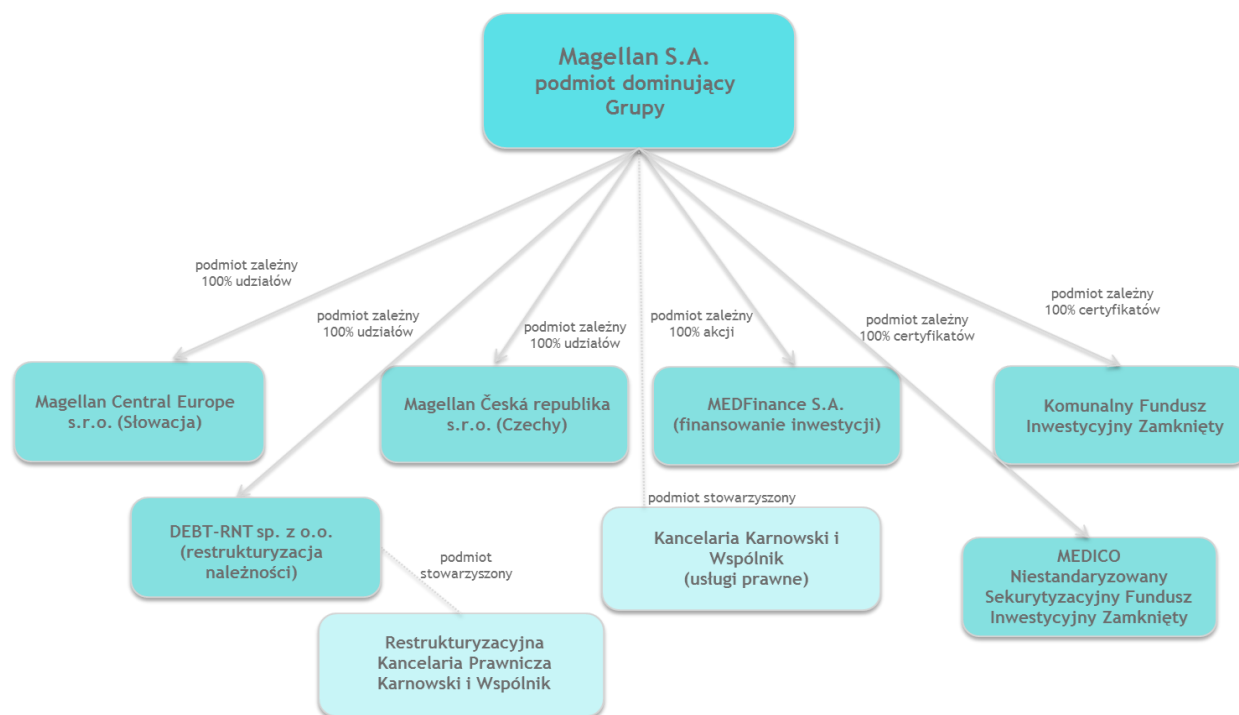 Magellan S.A.
podmiot dominujący
Grupy
podmiot zależny
100% udziałów
podmiot zależny
100% udziałów
podmiot zależny
100% udziałów
podmiot zależny
100% akcji
podmiot zależny
100% certyfikatów
podmiot zależny
100% certyfikatów
Magellan Central Europe
s.r.o. (Słowacja)
Magellan Česká republika
s.r.o. (Czechy)
MEDFinance S.A.
(finansowanie inwestycji)
Komunalny Fundusz
Inwestycyjny Zamknięty
DEBT-RNT sp. z o.o.
(restrukturyzacja
należności)
podmiot
stowarzyszony
podmiot stowarzyszony
Kancelaria Karnowski i
Wspólnik
(usługi prawne)
MEDICO
Niestandaryzowany
Sekurytyzacyjny Fundusz
Inwestycyjny Zamknięty
Restrukturyzacyjna
Kancelaria Prawnicza
Karnowski i Wspólnik